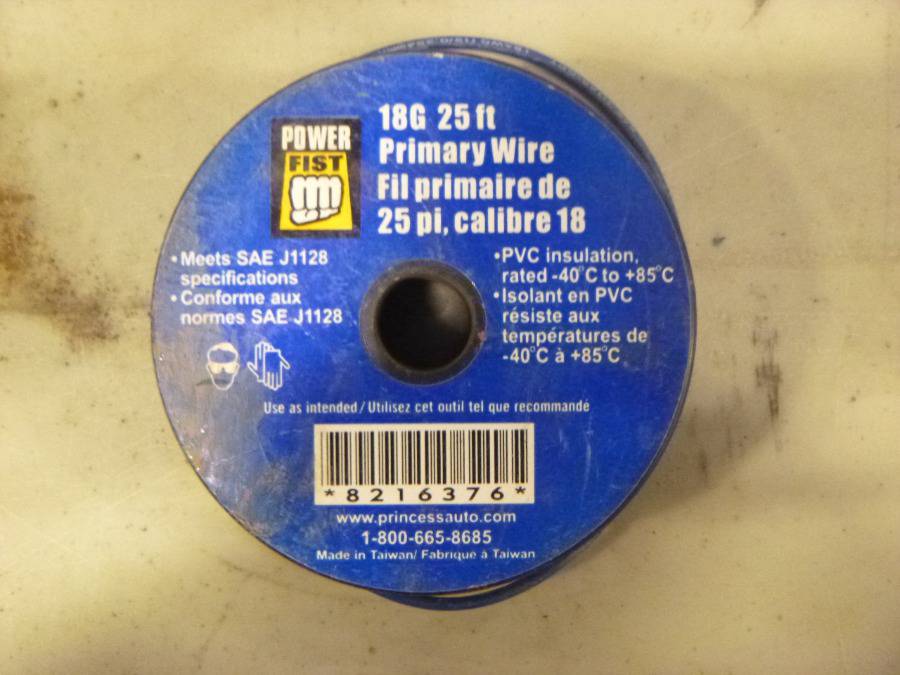 POWER
FIST
18G 25 ft
Primary Wire
Fil primaire de
25 pi, calibre 18
•Meets SAE J1128
specifications
•Conforme aux
normes SAE J1128
•PVC insulation,
rated -40°C to +85°C
•Isolant en PVC
résiste aux
températures de
-40°C à +85°C
Use as intended/Utilisez cet outil tel que recommandé
*8216376*
www.princessauto.com
1-800-665-8685
Made in Taiwan/ Fabriqué à Taiwan